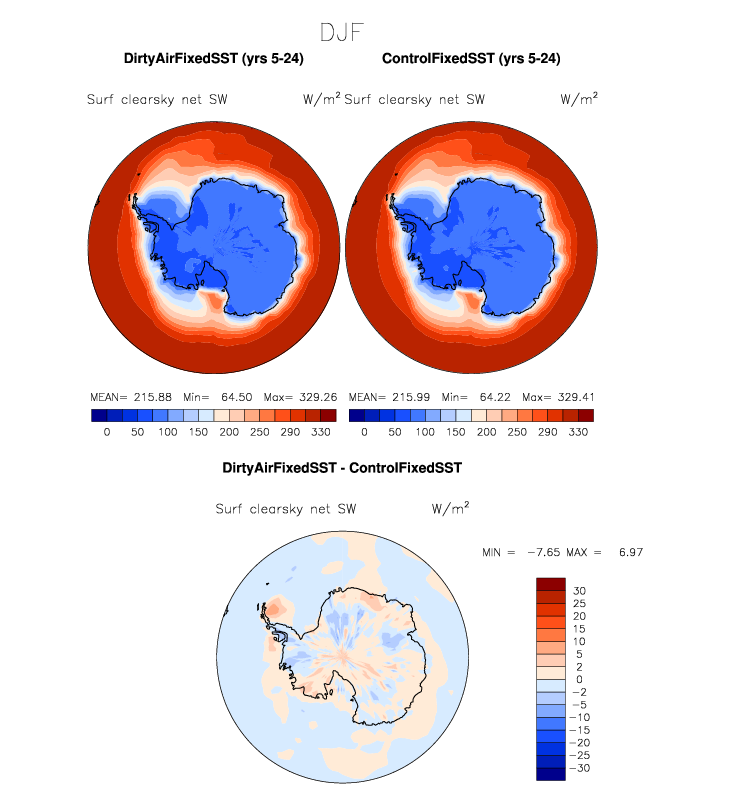 DJF
DirtyAirFixedSST (yrs 5-24) ControlFixedSST (yrs 5-24)
Surf clearsky net SW W/m² Surf clearsky net SW W/m²
MEAN= 215.88 Min= 64.50 Max= 329.26 MEAN= 215.99 Min= 64.22 Max= 329.41
0 50 100 150 200 250 290 330 0 50 100 150 200 250 290 330
DirtyAirFixedSST - ControlFixedSST
Surf clearsky net SW W/m²
MIN = -7.65 MAX = 6.97
30
25
20
15
10
5
2
0
-2
-5
-10
-15
-20
-25
-30